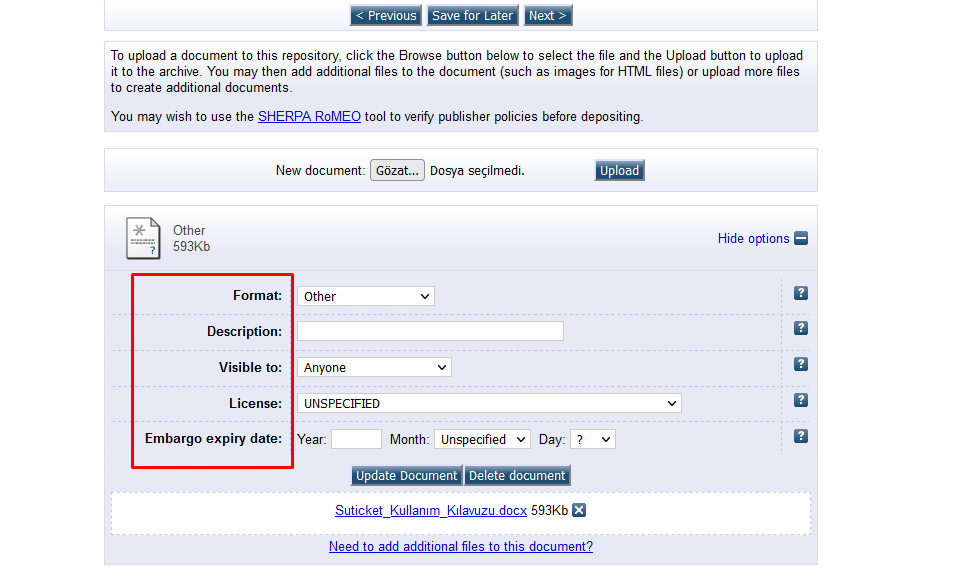 < Previous Save for Later Next >
To upload a document to this repository, click the Browse button below to select the file and the Upload button to upload
it to the archive. You may then add additional files to the document (such as images for HTML files) or upload more files
to create additional documents.
You may wish to use the SHERPA RoMEO tool to verify publisher policies before depositing.
New document: Gözat... Dosya seçilmedi. Upload
Other
593Kb
Hide options
Format: Other ?
Description: ?
Visible to: Anyone ?
License: UNSPECIFIED ?
Embargo expiry date: Year: Month: Unspecified Day: ? ?
Update Document Delete document
Suticket_Kullanım_Kılavuzu.docx 593Kb
Need to add additional files to this document?